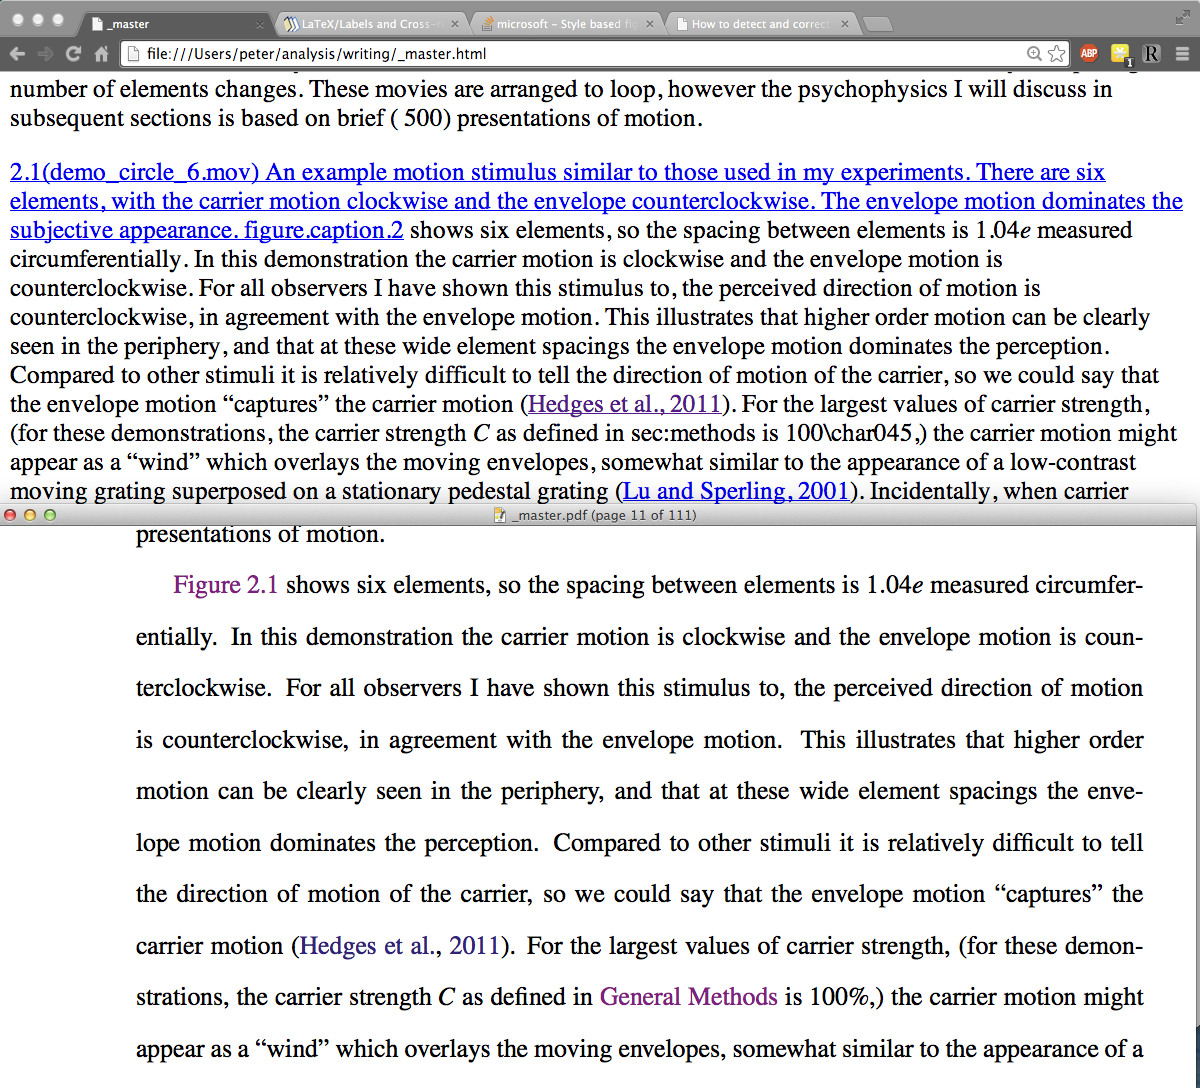 _master
LaTeX/Labels and Cross-
microsoft – Style based fi
How to detect and correct
file:///Users/peter/analysis/writing/_master.html
ABP
1
R
number of elements changes. These movies are arranged to loop, however the psychophysics I will discuss in
subsequent sections is based on brief ( 500) presentations of motion.
2.1(demo_circle_6.mov) An example motion stimulus similar to those used in my experiments. There are six
elements, with the carrier motion clockwise and the envelope counterclockwise. The envelope motion dominates the
subjective appearance. figure.caption.2 shows six elements, so the spacing between elements is 1.04e measured
circumferentially. In this demonstration the carrier motion is clockwise and the envelope motion is
counterclockwise. For all observers I have shown this stimulus to, the perceived direction of motion is
counterclockwise, in agreement with the envelope motion. This illustrates that higher order motion can be clearly
seen in the periphery, and that at these wide element spacings the envelope motion dominates the perception.
Compared to other stimuli it is relatively difficult to tell the direction of motion of the carrier, so we could say that
the envelope motion “captures” the carrier motion (Hedges et al., 2011). For the largest values of carrier strength,
(for these demonstrations, the carrier strength C as defined in sec:methods is 100\char045,) the carrier motion might
appear as a “wind” which overlays the moving envelopes, somewhat similar to the appearance of a low-contrast
moving grating superposed on a stationary pedestal grating (Lu and Sperling, 2001). Incidentally, when carrier
_master.pdf (page 11 of 111)
presentations of motion.
Figure 2.1 shows six elements, so the spacing between elements is 1.04e measured circumfer-
entially. In this demonstration the carrier motion is clockwise and the envelope motion is coun-
terclockwise. For all observers I have shown this stimulus to, the perceived direction of motion
is counterclockwise, in agreement with the envelope motion. This illustrates that higher order
motion can be clearly seen in the periphery, and that at these wide element spacings the enve-
lope motion dominates the perception. Compared to other stimuli it is relatively difficult to tell
the direction of motion of the carrier, so we could say that the envelope motion “captures” the
carrier motion (Hedges et al., 2011). For the largest values of carrier strength, (for these demon-
strations, the carrier strength C as defined in General Methods is 100%,) the carrier motion might
appear as a “wind” which overlays the moving envelopes, somewhat similar to the appearance of a